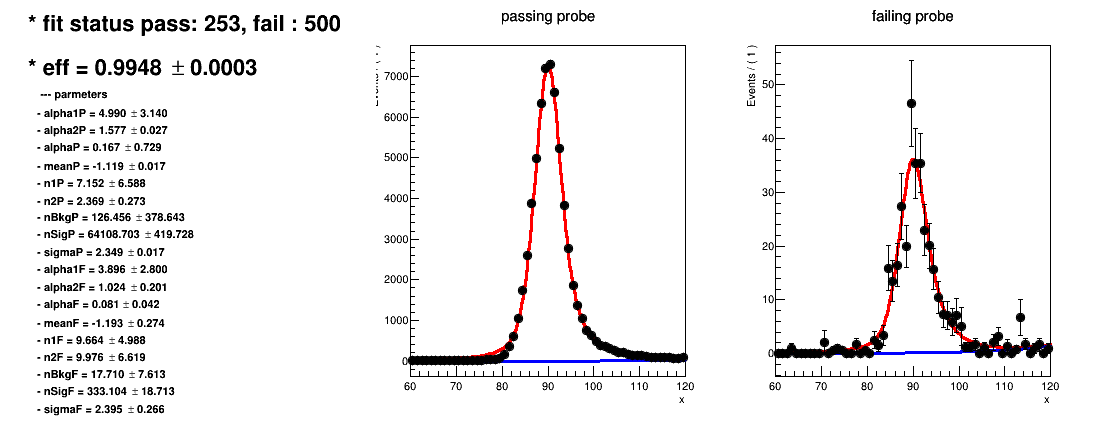 * fit status pass: 253, fail : 500
* eff = 0.9948 ± 0.0003
--- parmeters
- alpha1P = 4.990 ± 3.140
- alpha2P = 1.577 ± 0.027
- alphaP = 0.167 ± 0.729
- meanP = -1.119 ± 0.017
- n1P = 7.152 ± 6.588
- n2P = 2.369 ± 0.273
- nBkgP = 126.456 ± 378.643
- nSigP = 64108.703 ± 419.728
- sigmaP = 2.349 ± 0.017
- alpha1F = 3.896 ± 2.800
- alpha2F = 1.024 ± 0.201
- alphaF = 0.081 ± 0.042
- meanF = -1.193 ± 0.274
- n1F = 9.664 ± 4.988
- n2F = 9.976 ± 6.619
- nBkgF = 17.710 ± 7.613
- nSigF = 333.104 ± 18.713
- sigmaF = 2.395 ± 0.266
passing probe
7000
6000
5000
4000
3000
2000
1000
0
60 70 80 90 100 110 120
x
failing probe
Events / ( 1 )
50
40
30
20
10
0
60 70 80 90 100 110 120
x